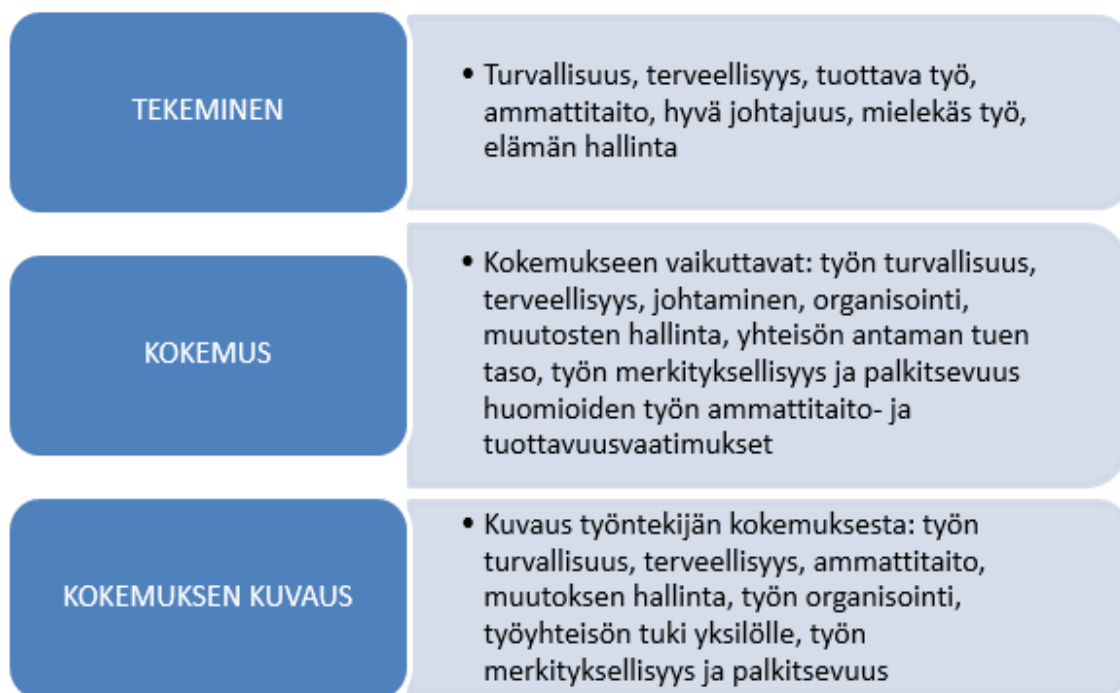 TEKEMINEN
• Turvallisuus, terveellisyys, tuottava työ,
ammattitaito, hyvä johtajuus, mielekäs työ,
elämän hallinta
KOKEMUS
• Kokemukseen vaikuttavat: työn turvallisuus,
terveellisyys, johtaminen, organisointi,
muutosten hallinta, yhteisön antaman tuen
taso, työn merkityksellisyys ja palkitsevuus
huomioiden työn ammattitaito- ja
tuottavuusvaatimukset
KOKEMUKSEN KUVAUS
• Kuvaus työntekijän kokemuksesta: työn
turvallisuus, terveellisyys, ammattitaito,
muutoksen hallinta, työn organisointi,
työyhteisön tuki yksilölle, työn
merkityksellisyys ja palkitsevuus